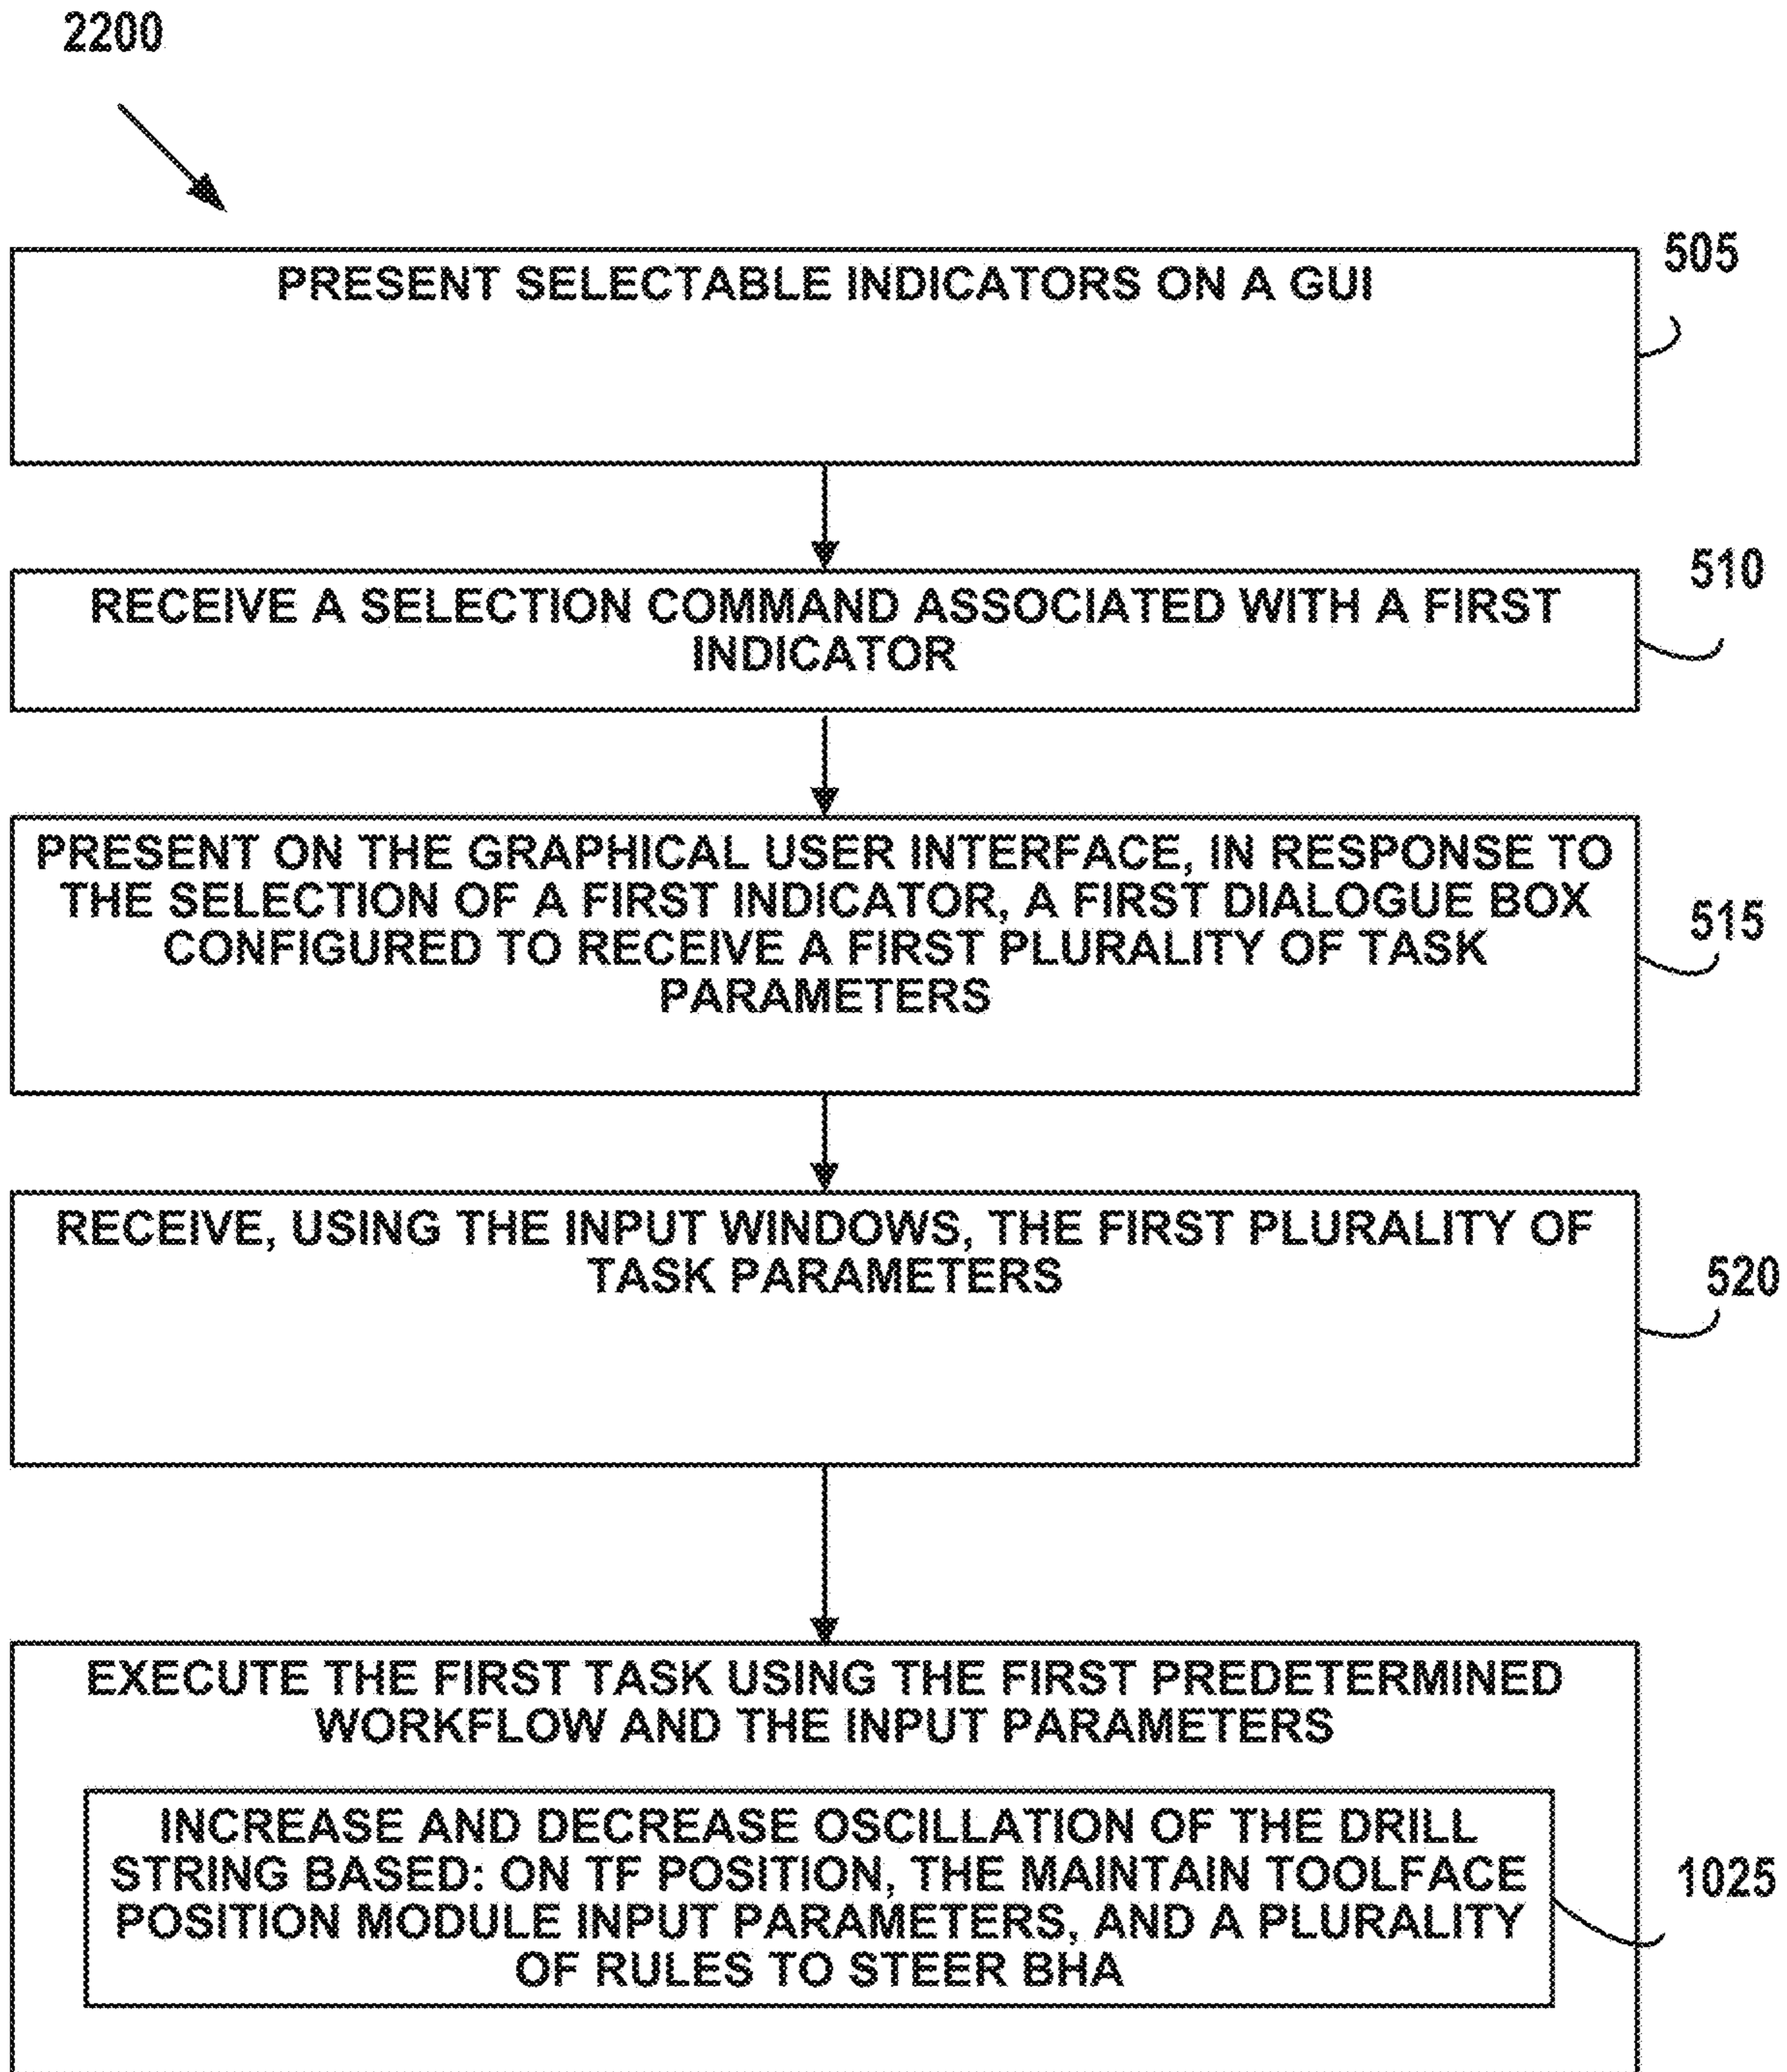 2200
PRESENT SELECTABLE INDICATORS ON A GUI
505
RECEIVE A SELECTION COMMAND ASSOCIATED WITH A FIRST
INDICATOR
510
PRESENT ON THE GRAPHICAL USER INTERFACE, IN RESPONSE TO
THE SELECTION OF A FIRST INDICATOR, A FIRST DIALOGUE BOX
CONFIGURED TO RECEIVE A FIRST PLURALITY OF TASK
PARAMETERS
515
RECEIVE, USING THE INPUT WINDOWS, THE FIRST PLURALITY OF
TASK PARAMETERS
520
EXECUTE THE FIRST TASK USING THE FIRST PREDETERMINED
WORKFLOW AND THE INPUT PARAMETERS
INCREASE AND DECREASE OSCILLATION OF THE DRILL
STRING BASED: ON TF POSITION, THE MAINTAIN TOOLFACE
POSITION MODULE INPUT PARAMETERS, AND A PLURALITY
OF RULES TO STEER BHA
1025